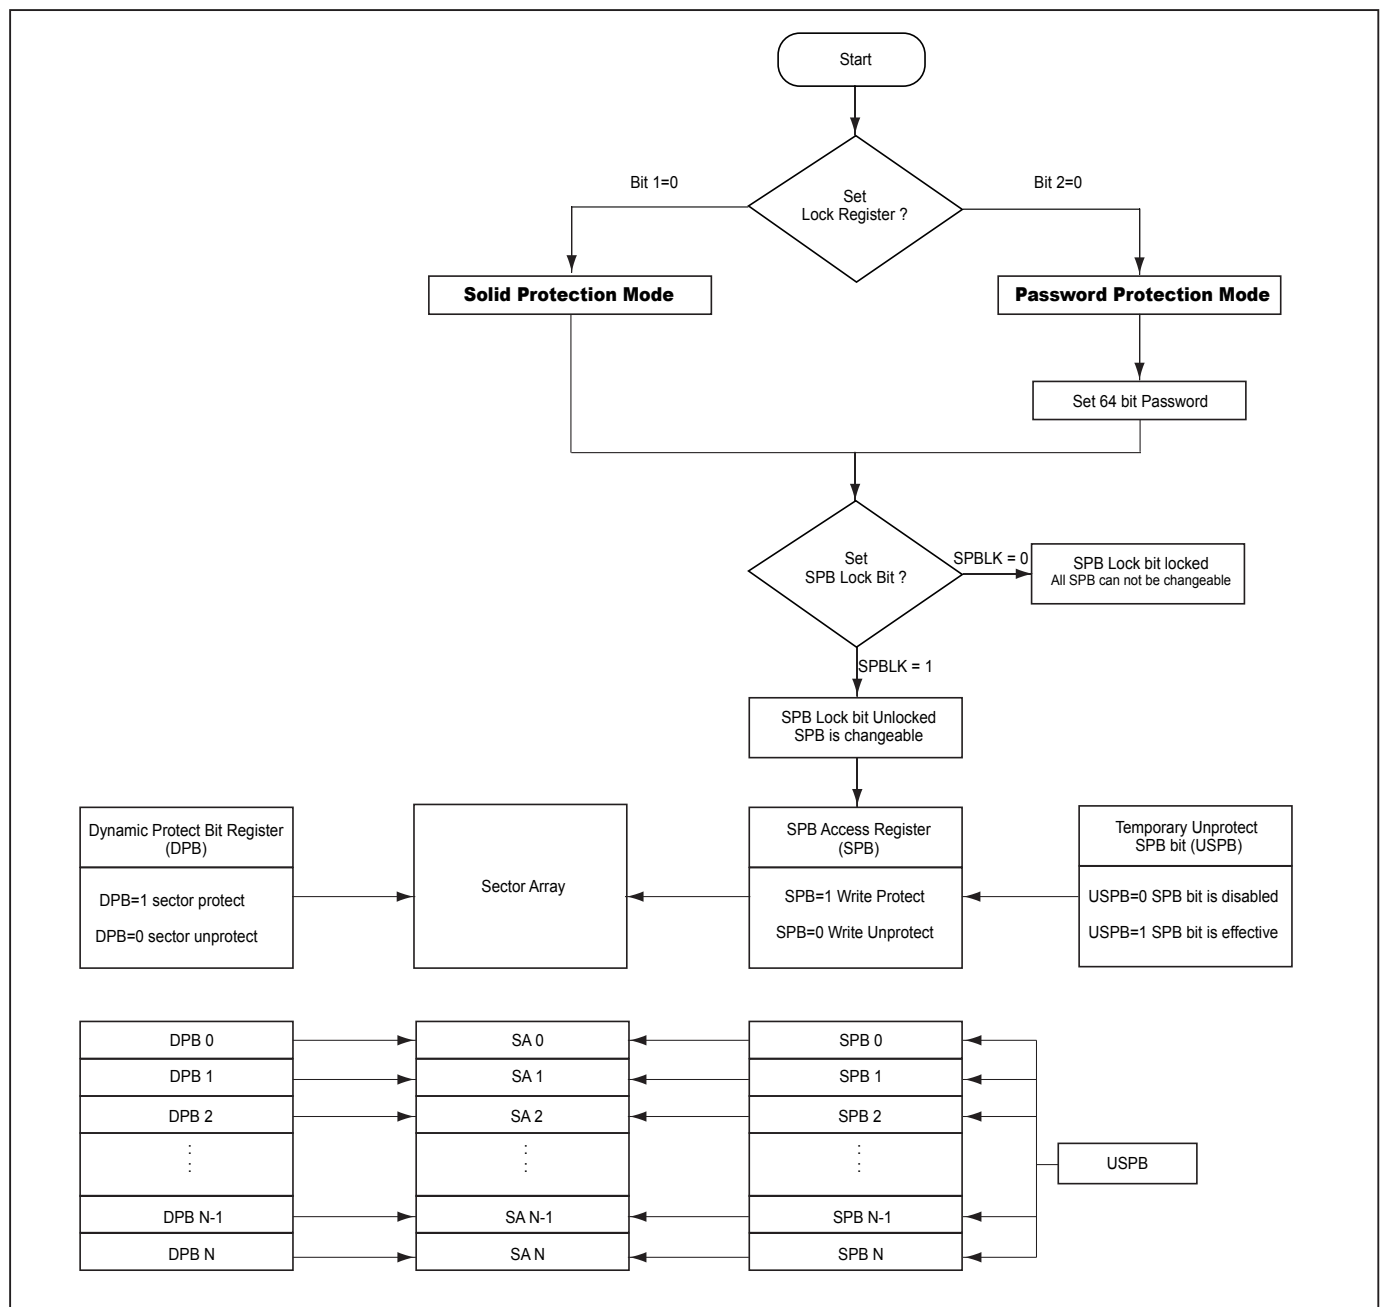 Start
Bit 1=0
Bit 2=0
Set
Lock Register ?
Solid Protection Mode
Password Protection Mode
Set 64 bit Password
Set
SPB Lock Bit ?
SPBLK = 0
SPB Lock bit locked
All SPB can not be changeable
SPBLK = 1
SPB Lock bit Unlocked
SPB is changeable
Dynamic Protect Bit Register
(DPB)
DPB=1 sector protect
DPB=0 sector unprotect
Sector Array
SPB Access Register
(SPB)
SPB=1 Write Protect
SPB=0 Write Unprotect
Temporary Unprotect
SPB bit (USPB)
USPB=0 SPB bit is disabled
USPB=1 SPB bit is effective
DPB 0
SA 0
SPB 0
DPB 1
SA 1
SPB 1
DPB 2
SA 2
SPB 2
USPB
DPB N-1
SA N-1
SPB N-1
DPB N
SA N
SPB N